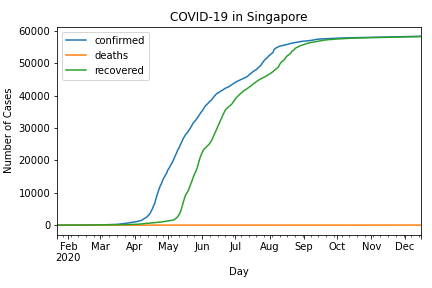 COVID-19 in Singapore
confirmed
deaths
recovered
60000
50000
40000
30000
20000
10000
0
Number of Cases
Feb Mar Apr May Jun Jul Aug Sep Oct Nov Dec
2020
Day